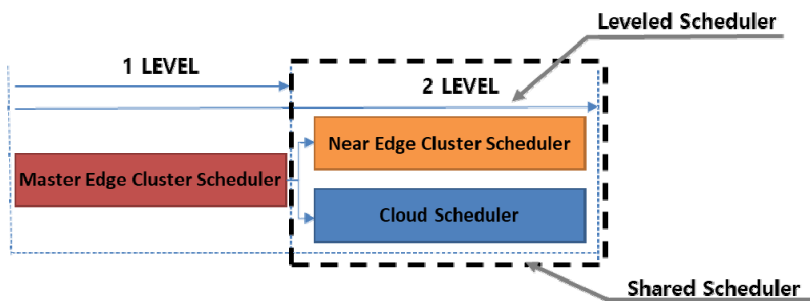 Leveled Scheduler
1 LEVEL
2 LEVEL
Near Edge Cluster Scheduler
Master Edge Cluster Scheduler
Cloud Scheduler
Shared Scheduler